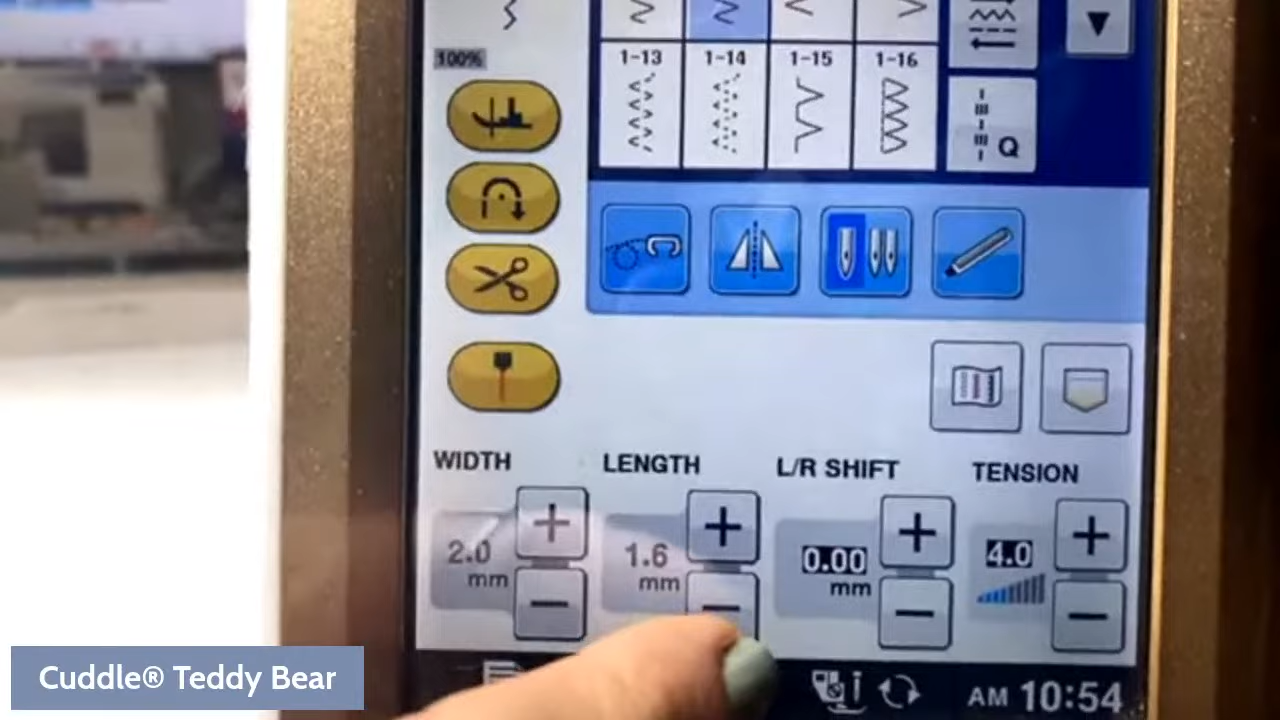 100%
1-13 1-14 1-15 1-16
Q
WIDTH LENGTH L/R SHIFT TENSION
2.0 mm
1.6 mm
0.00 mm
4.0
AM 10:54
Cuddle® Teddy Bear